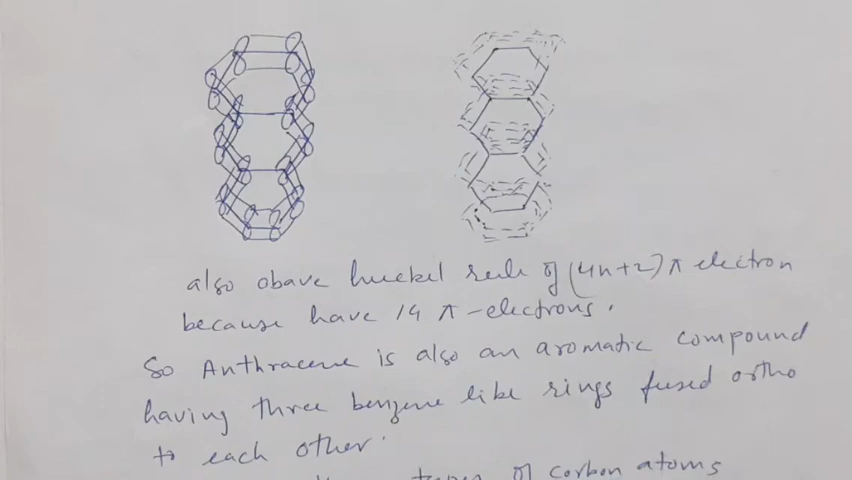 also obave huckel rule of (4n+2) π electron
because have 14 π-electrons.
So Anthracene is also an aromatic compound
having three benzene like rings fused ortho
to each other.
types of carbon atoms